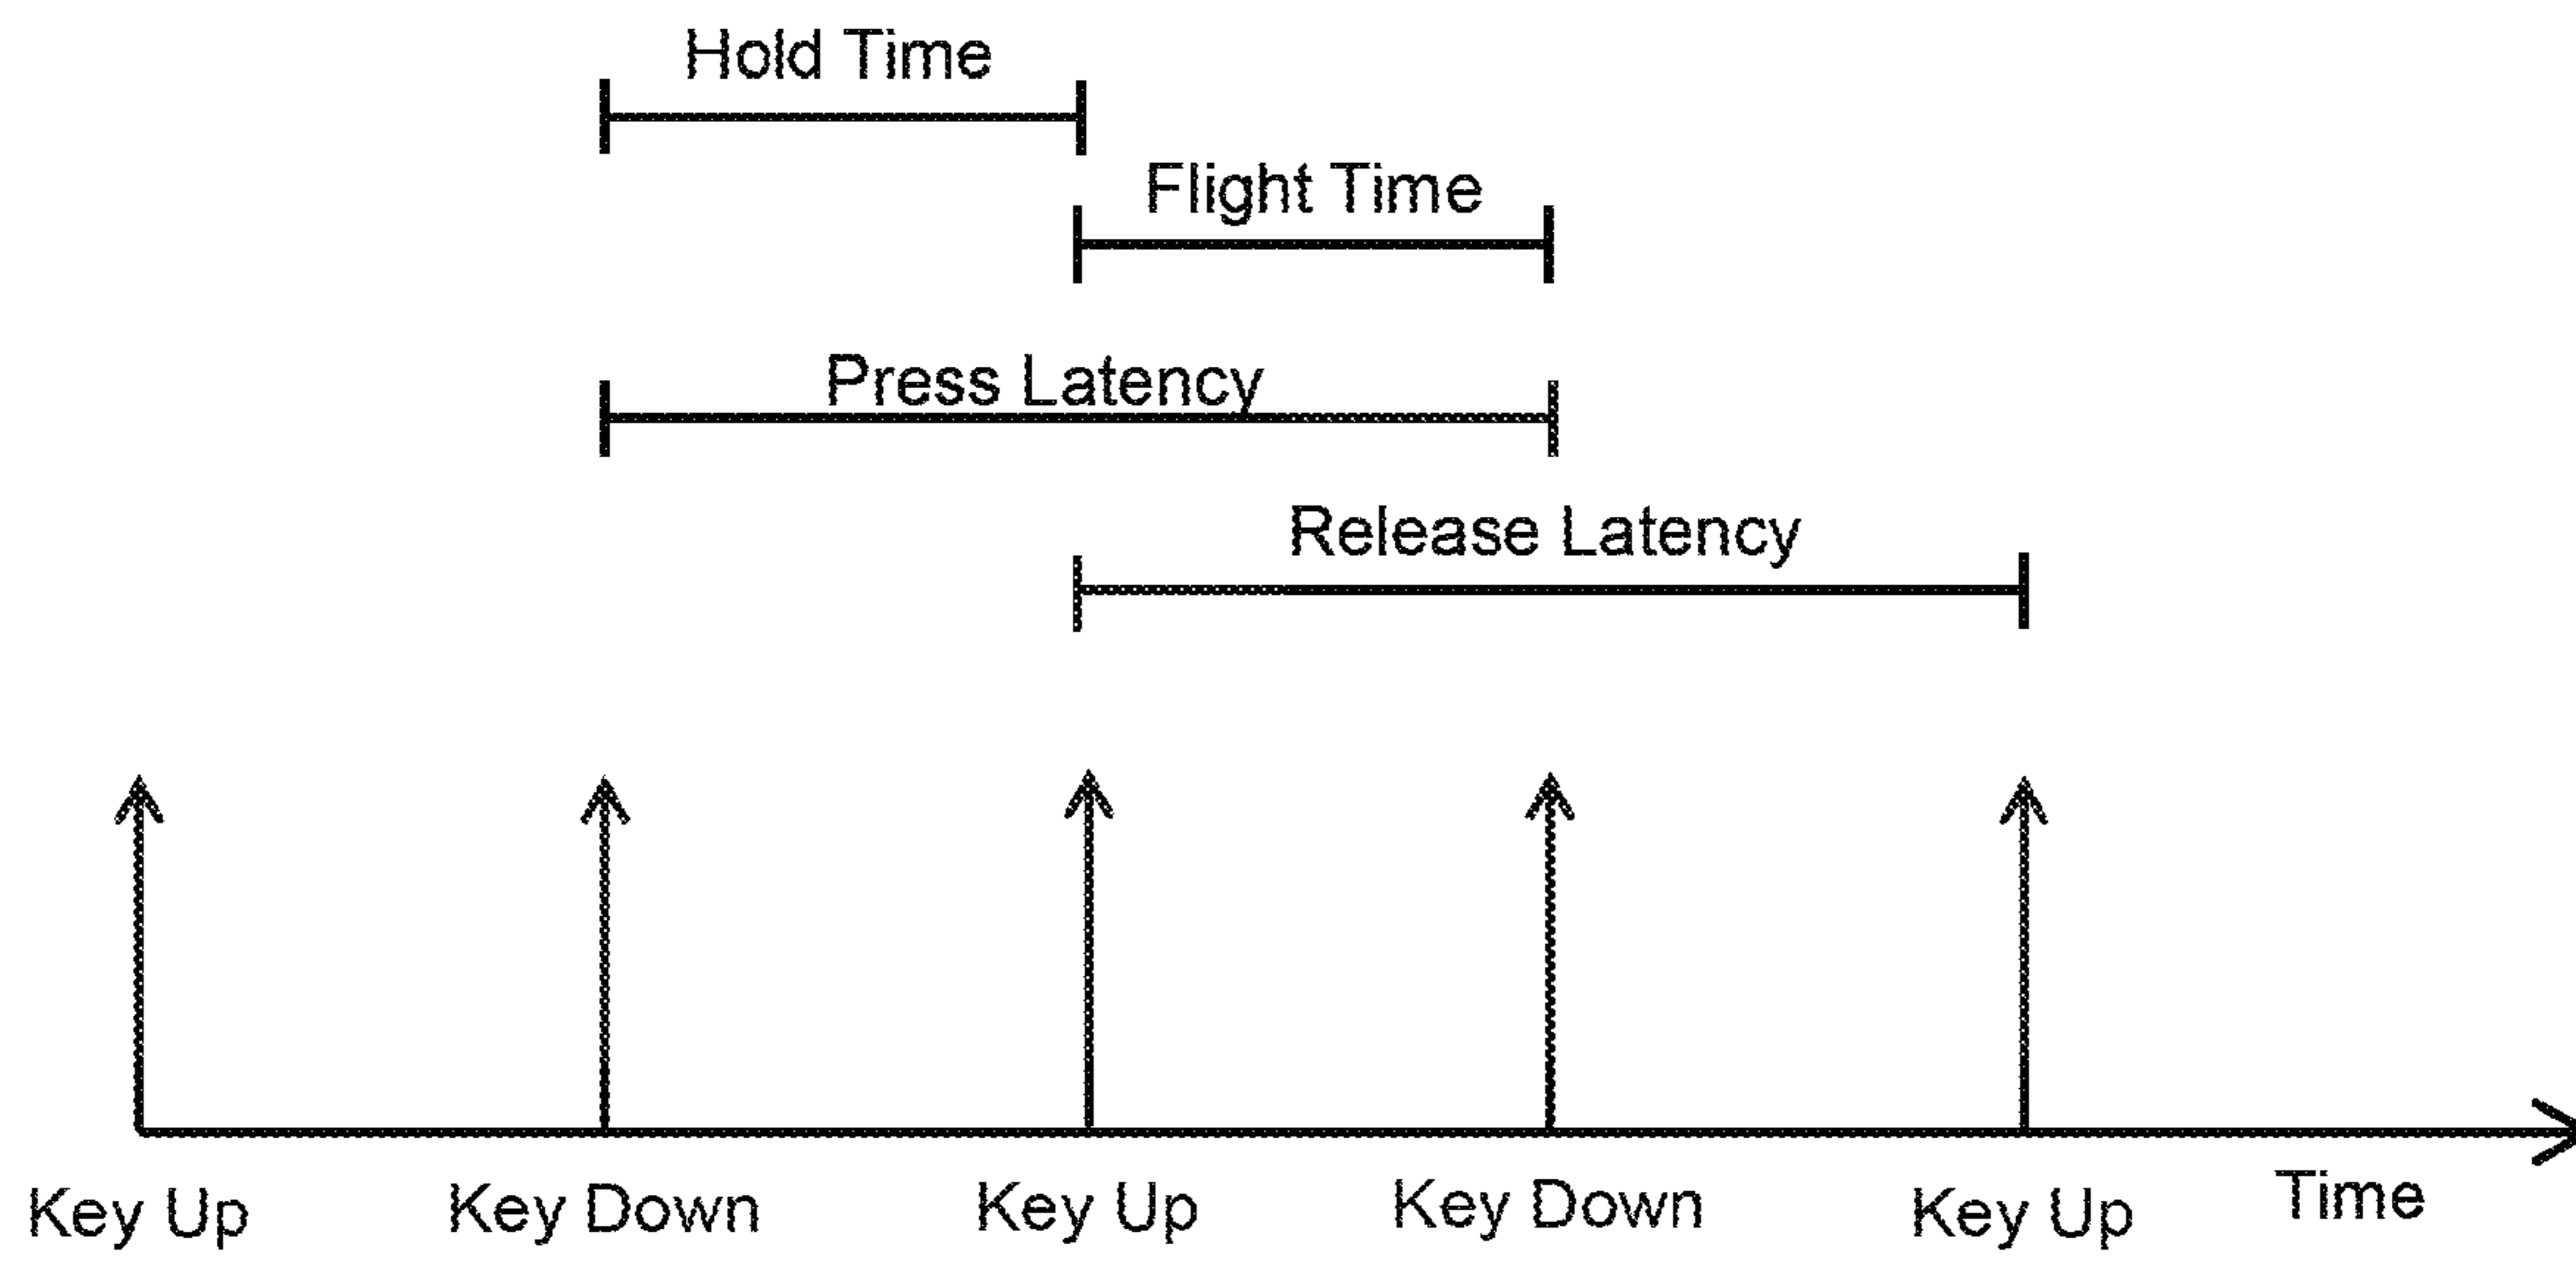 Hold Time
Flight Time
Press Latency
Release Latency
Key Up
Key Down
Key Up
Key Down
Key Up
Time